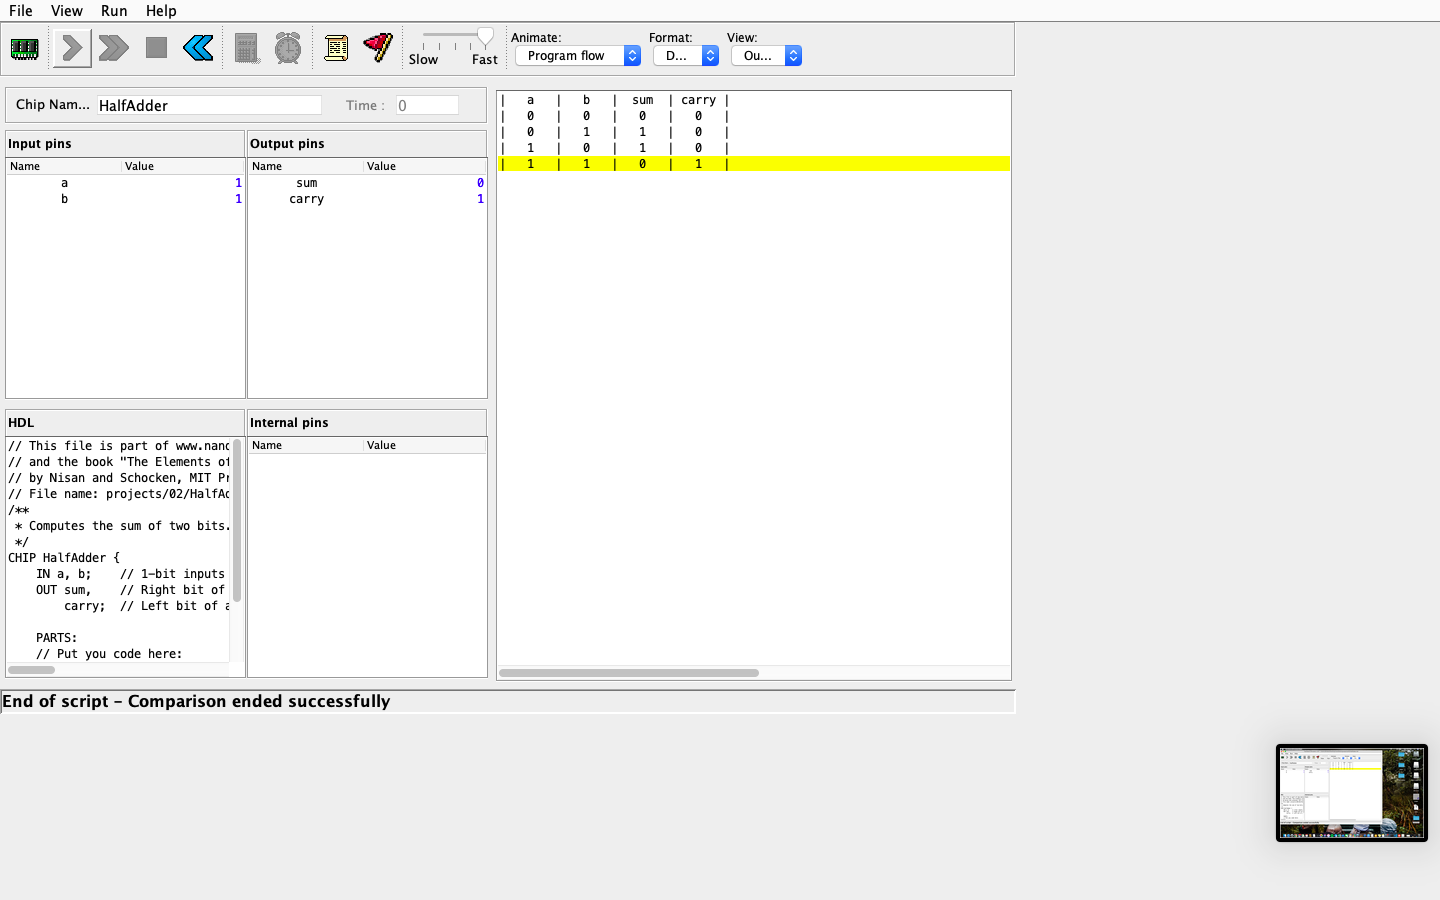 File View Run Help
Slow Fast
Animate: Format: View:
Program flow D... Ou...
Chip Nam... HalfAdder Time : 0
Input pins
Name Value
a 1
b 1
Output pins
Name Value
sum 0
carry 1
HDL
// This file is part of www.nand
// and the book "The Elements of
// by Nisan and Schocken, MIT Pr
// File name: projects/02/HalfAd
/**
* Computes the sum of two bits.
*/
CHIP HalfAdder {
IN a, b; // 1-bit inputs
OUT sum, // Right bit of
carry; // Left bit of a
PARTS:
// Put you code here:
Internal pins
Name Value
| a | b | sum | carry |
| 0 | 0 | 0 | 0 |
| 0 | 1 | 1 | 0 |
| 1 | 0 | 1 | 0 |
| 1 | 1 | 0 | 1 |
End of script – Comparison ended successfully